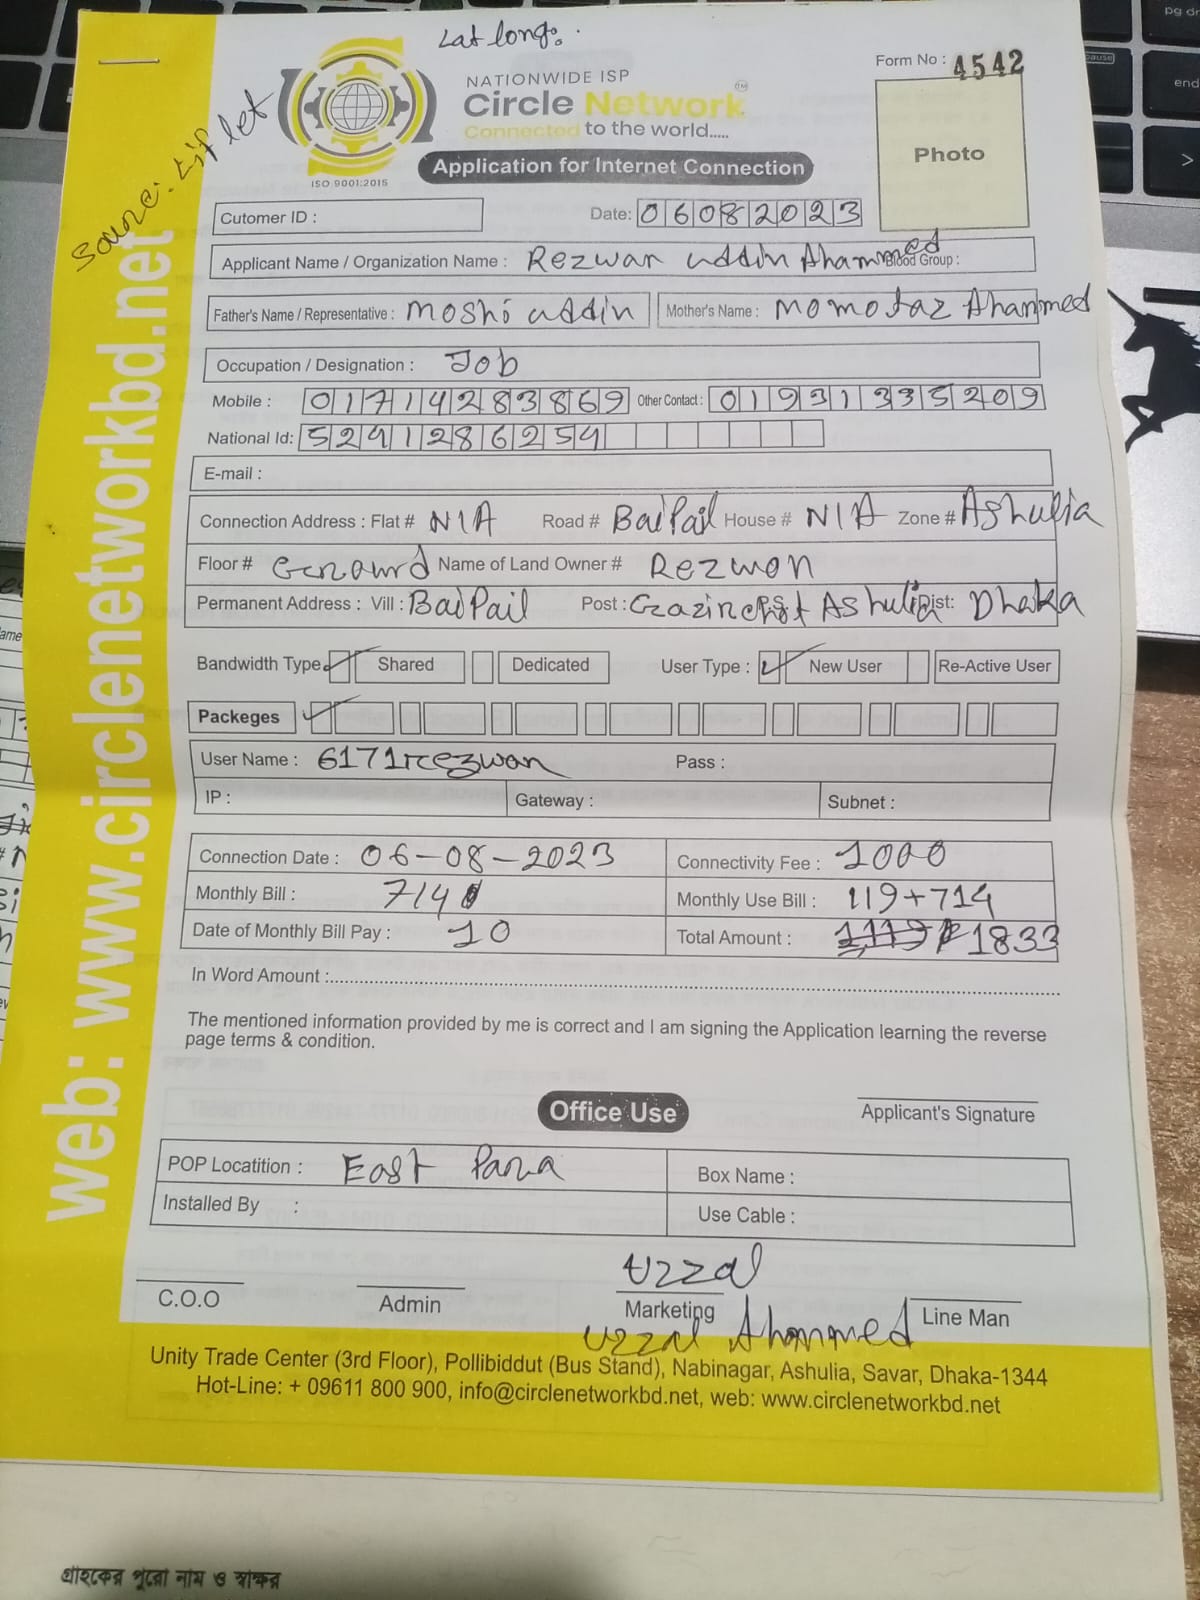 Lat long:.
Form No : 4542
NATIONWIDE ISP
Circle Network
TM
Connected to the world.....
Photo
Application for Internet Connection
ISO 9001:2015
Source: Lif let
web: www.circlenetworkbd.net
Cutomer ID :
Date: 06082023
Applicant Name / Organization Name : Rezwan uddin Ahammed Blood Group :
Father's Name / Representative : Moshi uddin Mother's Name : Momotaz Ahammed
Occupation / Designation : Job
Mobile : 01714283869 Other Contact : 01931335209
National Id: 5241286254
E-mail :
Connection Address : Flat # N/A Road # BaiPail House # N/A Zone # Ashulia
Floor # Ground Name of Land Owner # Rezwan
Permanent Address : Vill : BaiPail Post : PS: Ashulia Dist: Dhaka
Bandwidth Type Shared Dedicated User Type : New User Re-Active User
Packeges
User Name : 6171rezwan Pass :
IP : Gateway : Subnet :
Connection Date : 06-08-2023 Connectivity Fee : 1000
Monthly Bill : 714 Monthly Use Bill : 119+714
Date of Monthly Bill Pay : 10 Total Amount : 1833
In Word Amount :
The mentioned information provided by me is correct and I am signing the Application learning the reverse
page terms & condition.
Office Use
Applicant's Signature
POP Locatition : East Para Box Name :
Installed By : Use Cable :
Uzzal
C.O.O Admin Marketing Line Man
Uzzal Ahammed
Unity Trade Center (3rd Floor), Pollibiddut (Bus Stand), Nabinagar, Ashulia, Savar, Dhaka-1344
Hot-Line: + 09611 800 900, info@circlenetworkbd.net, web: www.circlenetworkbd.net
গ্রাহকের পুরো নাম ও স্বাক্ষর